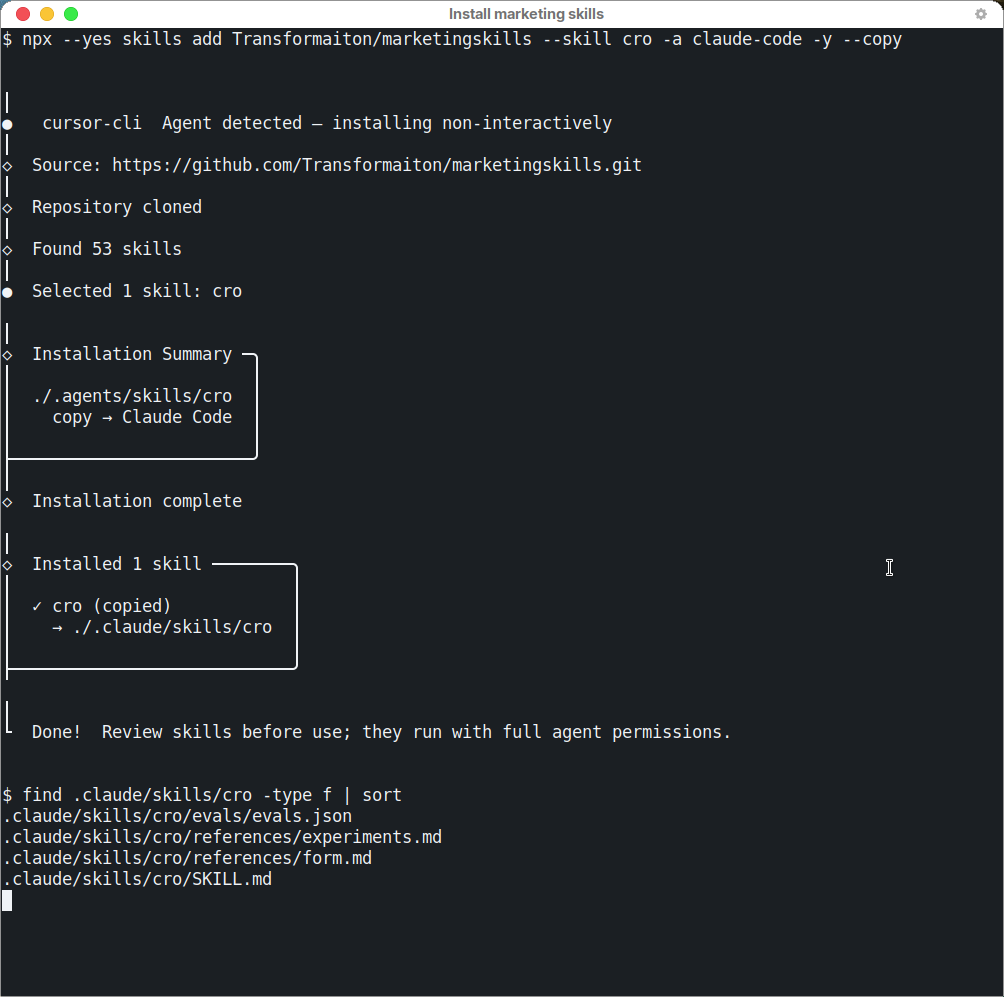 Install marketing skills
$ npx --yes skills add Transformaiton/marketingskills --skill cro -a claude-code -y --copy
cursor-cli  Agent detected — installing non-interactively
Source: https://github.com/Transformaiton/marketingskills.git
Repository cloned
Found 53 skills
Selected 1 skill: cro
Installation Summary
./.agents/skills/cro
copy → Claude Code
Installation complete
Installed 1 skill
✓ cro (copied)
→ ./.claude/skills/cro
Done!  Review skills before use; they run with full agent permissions.
$ find .claude/skills/cro -type f | sort
.claude/skills/cro/evals/evals.json
.claude/skills/cro/references/experiments.md
.claude/skills/cro/references/form.md
.claude/skills/cro/SKILL.md